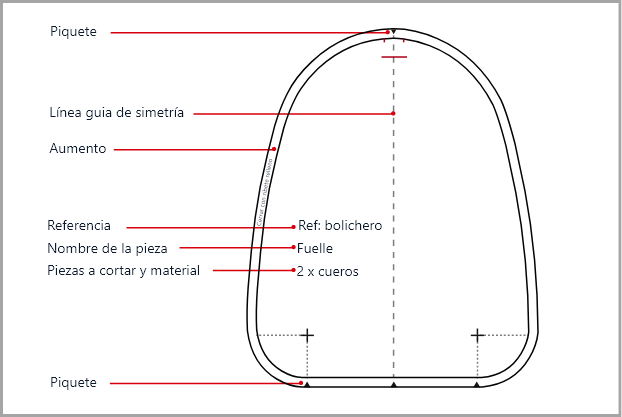 Piquete
Línea guia de simetría
Aumento
Referencia
Ref: bolichero
Nombre de la pieza
Fuelle
Piezas a cortar y material
2 x cueros
Piquete